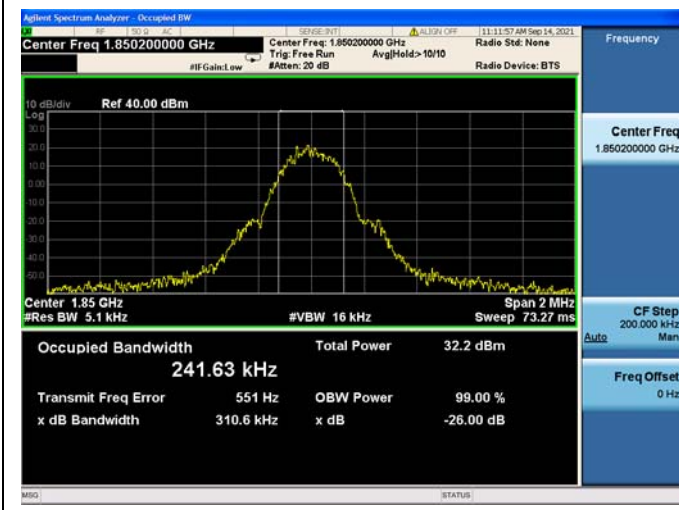 Agilent Spectrum Analyzer - Occupied BW
RF 50 Ω AC SENSE:INT ALIGN OFF 11:11:57 AM Sep 14, 2021
Center Freq 1.850200000 GHz
Center Freq: 1.850200000 GHz
Radio Std: None
Trig: Free Run Avg|Hold:>10/10
#IFGain:Low #Atten: 20 dB Radio Device: BTS
Frequency
10 dB/div Ref 40.00 dBm
Log
30.0
20.0
10.0
0.00
-10.0
-20.0
-30.0
-40.0
-50.0
Center 1.85 GHz Span 2 MHz
#Res BW 5.1 kHz #VBW 16 kHz Sweep 73.27 ms
Occupied Bandwidth Total Power 32.2 dBm
241.63 kHz
Transmit Freq Error 551 Hz OBW Power 99.00 %
x dB Bandwidth 310.6 kHz x dB -26.00 dB
Center Freq
1.850200000 GHz
CF Step
200.000 kHz
Auto Man
Freq Offset
0 Hz
MSG STATUS